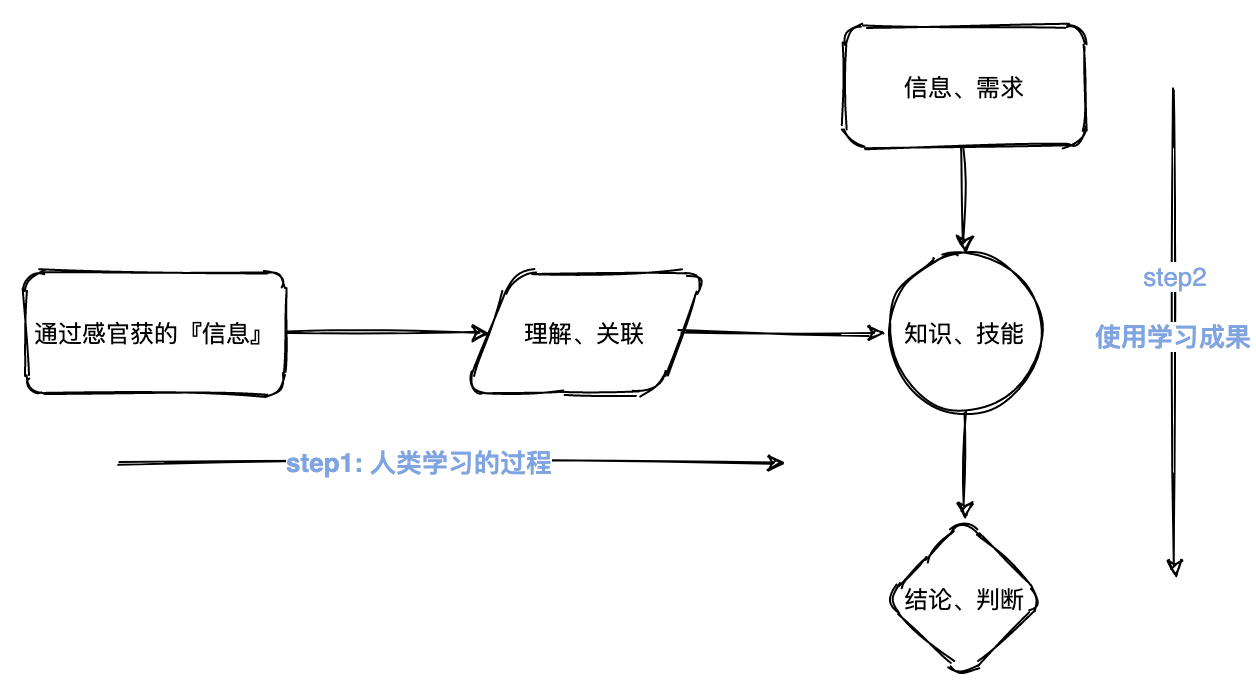 信息、需求
step2
使用学习成果
通过感官获的『信息』
理解、关联
知识、技能
step1: 人类学习的过程
结论、判断